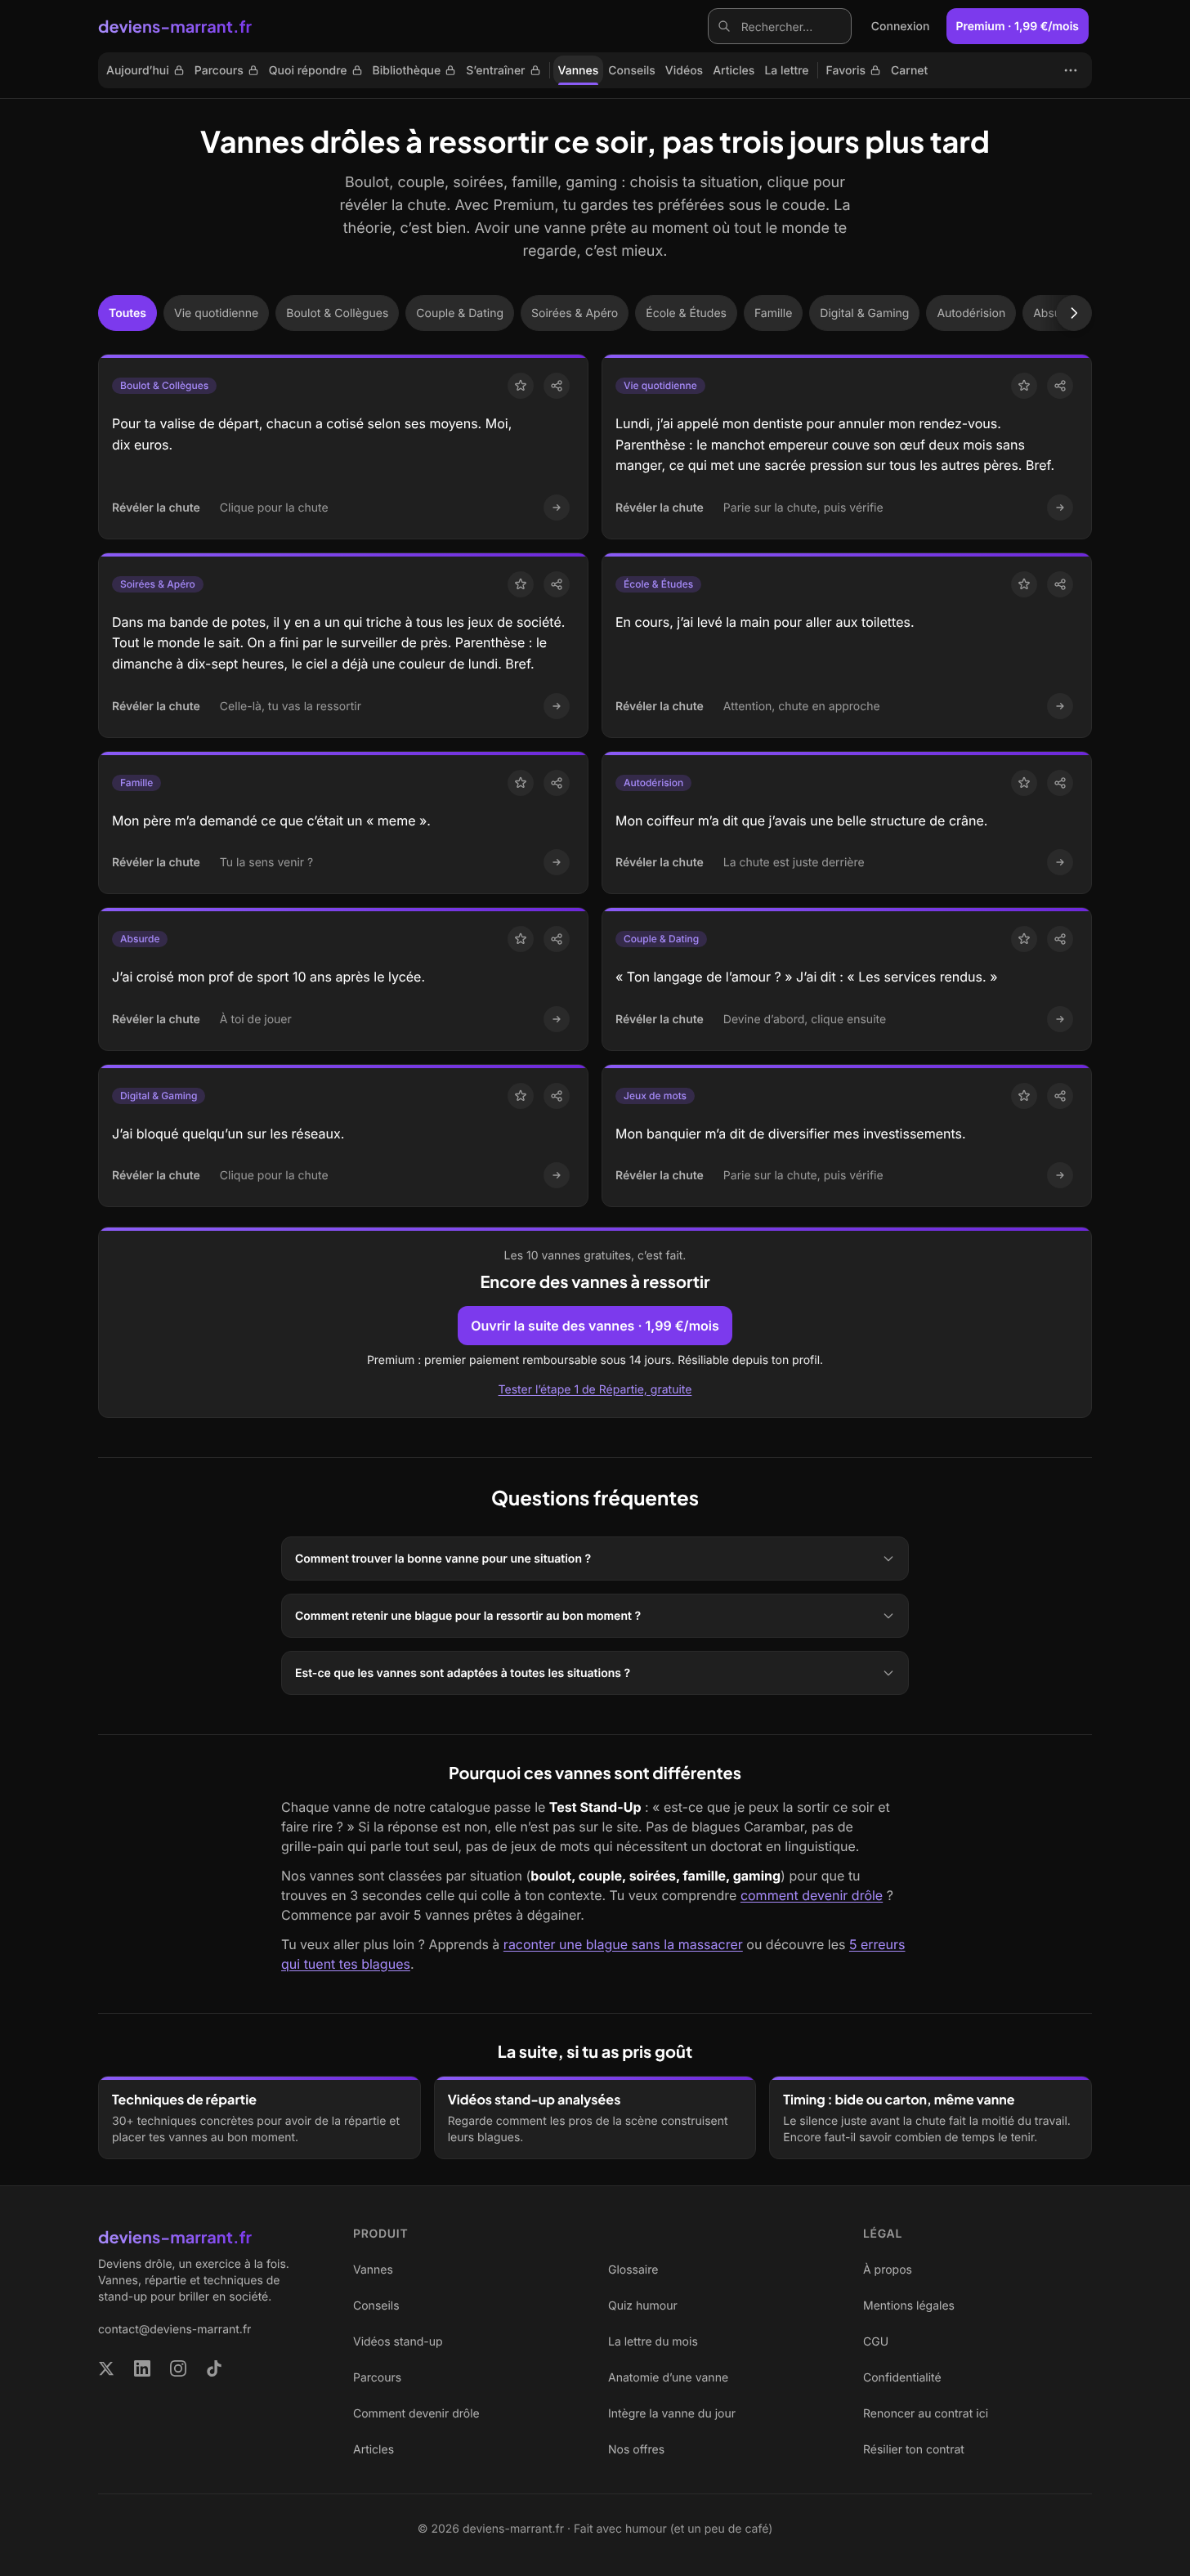 deviens-marrant.fr
Rechercher...
Connexion
Premium · 1,99 €/mois
Aujourd’hui
Parcours
Quoi répondre
Bibliothèque
S’entraîner
Vannes
Conseils
Vidéos
Articles
La lettre
Favoris
Carnet
Vannes drôles à ressortir ce soir, pas trois jours plus tard
Boulot, couple, soirées, famille, gaming : choisis ta situation, clique pour
révéler la chute. Avec Premium, tu gardes tes préférées sous le coude. La
théorie, c’est bien. Avoir une vanne prête au moment où tout le monde te
regarde, c’est mieux.
Toutes
Vie quotidienne
Boulot & Collègues
Couple & Dating
Soirées & Apéro
École & Études
Famille
Digital & Gaming
Autodérision
Boulot & Collègues
Pour ta valise de départ, chacun a cotisé selon ses moyens. Moi,
dix euros.
Révéler la chute
Clique pour la chute
Vie quotidienne
Lundi, j’ai appelé mon dentiste pour annuler mon rendez-vous.
Parenthèse : le manchot empereur couve son œuf deux mois sans
manger, ce qui met une sacrée pression sur tous les autres pères. Bref.
Révéler la chute
Parie sur la chute, puis vérifie
Soirées & Apéro
Dans ma bande de potes, il y en a un qui triche à tous les jeux de société.
Tout le monde le sait. On a fini par le surveiller de près. Parenthèse : le
dimanche à dix-sept heures, le ciel a déjà une couleur de lundi. Bref.
Révéler la chute
Celle-là, tu vas la ressortir
École & Études
En cours, j’ai levé la main pour aller aux toilettes.
Révéler la chute
Attention, chute en approche
Famille
Mon père m’a demandé ce que c’était un « meme ».
Révéler la chute
Tu la sens venir ?
Autodérision
Mon coiffeur m’a dit que j’avais une belle structure de crâne.
Révéler la chute
La chute est juste derrière
Absurde
J’ai croisé mon prof de sport 10 ans après le lycée.
Révéler la chute
À toi de jouer
Couple & Dating
« Ton langage de l’amour ? » J’ai dit : « Les services rendus. »
Révéler la chute
Devine d’abord, clique ensuite
Digital & Gaming
J’ai bloqué quelqu’un sur les réseaux.
Révéler la chute
Clique pour la chute
Jeux de mots
Mon banquier m’a dit de diversifier mes investissements.
Révéler la chute
Parie sur la chute, puis vérifie
Les 10 vannes gratuites, c’est fait.
Encore des vannes à ressortir
Ouvrir la suite des vannes · 1,99 €/mois
Premium : premier paiement remboursable sous 14 jours. Résiliable depuis ton profil.
Tester l’étape 1 de Répartie, gratuite
Questions fréquentes
Comment trouver la bonne vanne pour une situation ?
Comment retenir une blague pour la ressortir au bon moment ?
Est-ce que les vannes sont adaptées à toutes les situations ?
Pourquoi ces vannes sont différentes
Chaque vanne de notre catalogue passe le Test Stand-Up : « est-ce que je peux la sortir ce soir et
faire rire ? » Si la réponse est non, elle n’est pas sur le site. Pas de blagues Carambar, pas de
grille-pain qui parle tout seul, pas de jeux de mots qui nécessitent un doctorat en linguistique.
Nos vannes sont classées par situation (boulot, couple, soirées, famille, gaming) pour que tu
trouves en 3 secondes celle qui colle à ton contexte. Tu veux comprendre comment devenir drôle ?
Commence par avoir 5 vannes prêtes à dégainer.
Tu veux aller plus loin ? Apprends à raconter une blague sans la massacrer ou découvre les 5 erreurs
qui tuent tes blagues.
La suite, si tu as pris goût
Techniques de répartie
30+ techniques concrètes pour avoir de la répartie et
placer tes vannes au bon moment.
Vidéos stand-up analysées
Regarde comment les pros de la scène construisent
leurs blagues.
Timing : bide ou carton, même vanne
Le silence juste avant la chute fait la moitié du travail.
Encore faut-il savoir combien de temps le tenir.
deviens-marrant.fr
Deviens drôle, un exercice à la fois.
Vannes, répartie et techniques de
stand-up pour briller en société.
contact@deviens-marrant.fr
PRODUIT
Vannes
Conseils
Vidéos stand-up
Parcours
Comment devenir drôle
Articles
Glossaire
Quiz humour
La lettre du mois
Anatomie d’une vanne
Intègre la vanne du jour
Nos offres
LÉGAL
À propos
Mentions légales
CGU
Confidentialité
Renoncer au contrat ici
Résilier ton contrat
© 2026 deviens-marrant.fr · Fait avec humour (et un peu de café)